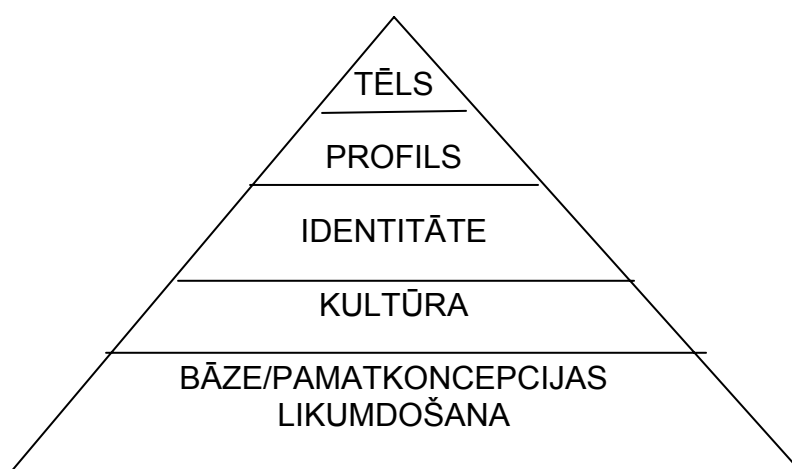 TĒLS
PROFILS
IDENTITĀTE
KULTŪRA
BĀZE/PAMATKONCEPCIJAS
LIKUMDOŠANA